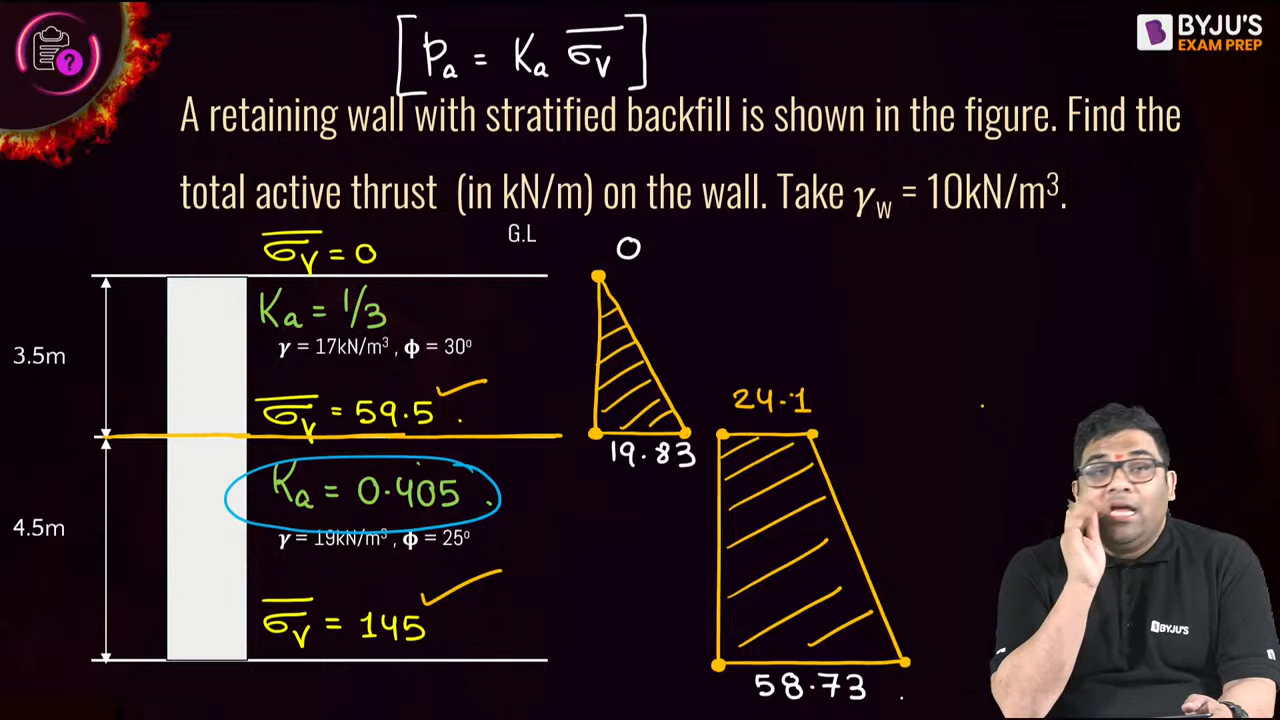 BYJU'S
EXAM PREP
[Pₐ = Kₐ σ̅ᵥ]
A retaining wall with stratified backfill is shown in the figure. Find the
total active thrust (in kN/m) on the wall. Take γw = 10kN/m³.
G.L
σ̅ᵥ = 0
0
Kₐ = 1/3
γ = 17kN/m³ , ϕ = 30°
3.5m
σ̅ᵥ = 59.5
24.1
19.83
Kₐ = 0.405
4.5m
γ = 19kN/m³ , ϕ = 25°
σ̅ᵥ = 145
58.73
BYJU'S
?